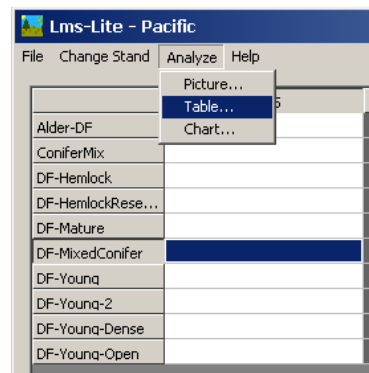 Lms-Lite - Pacific
File Change Stand Analyze Help
Picture...
Table...
Chart...
Alder-DF
ConiferMix
DF-Hemlock
DF-HemlockRese...
DF-Mature
DF-MixedConifer
DF-Young
DF-Young-2
DF-Young-Dense
DF-Young-Open